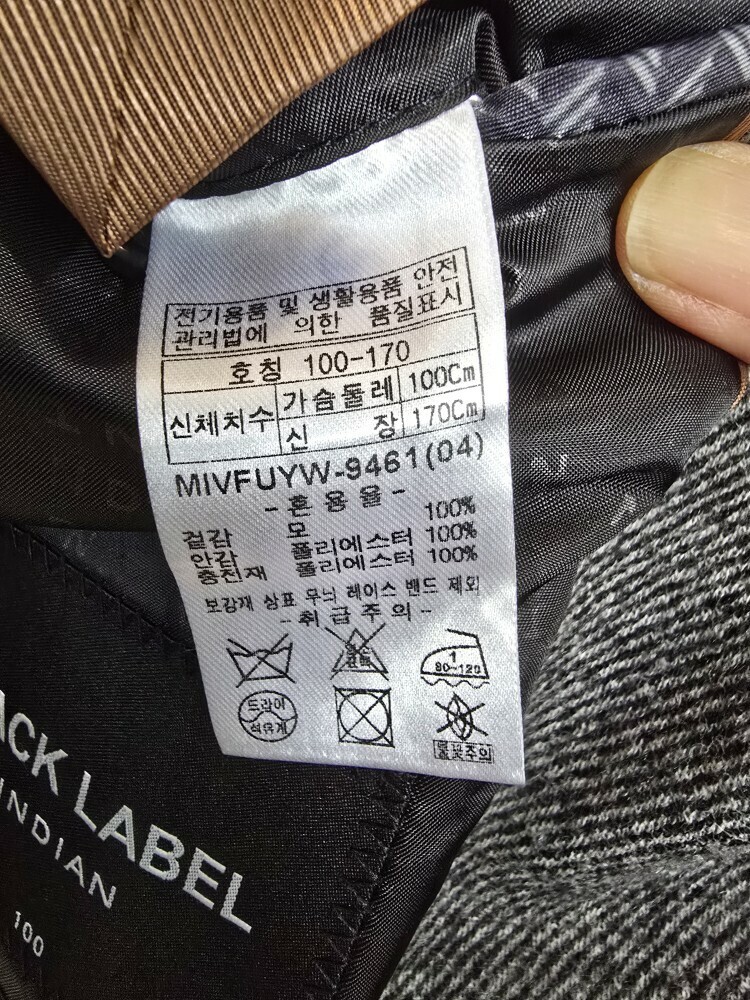 전기용품 및 생활용품 안전
관리법에 의한 품질표시
호칭 100-170
신체치수 가슴둘레 100Cm
신 장 170Cm
MIVFUYW-9461(04)
- 혼용율 -
겉감 모 100%
안감 폴리에스터 100%
충전재 폴리에스터 100%
보강재 상표 무늬 레이스 밴드 제외
- 취급주의 -
1
80~120
드라이
석유계
불꽃주의
ACK LABEL
INDIAN
100